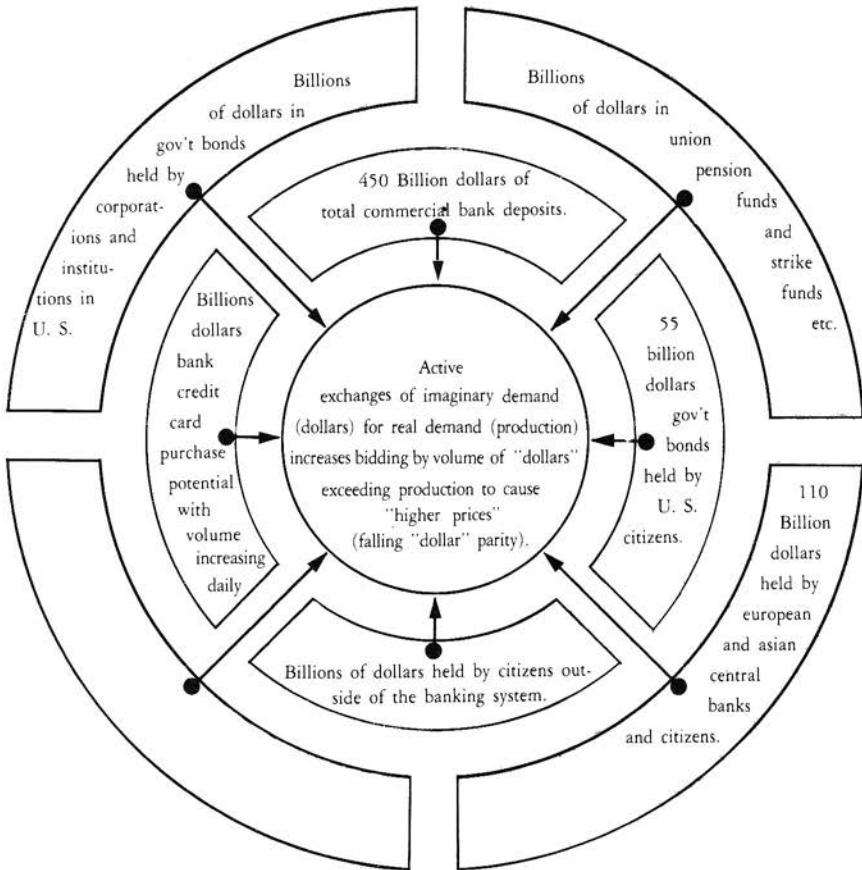 Billions
of dollars in
gov't bonds
held by
corporat-
ions and
institu-
tions in
U. S.
Billions
of dollars in
union
pension
funds
and
strike
funds
etc.
450 Billion dollars of
total commercial bank deposits.
Billions
dollars
bank
credit
card
purchase
potential
with
volume
increasing
daily
Active
exchanges of imaginary demand
(dollars) for real demand (production)
increases bidding by volume of "dollars"
exceeding production to cause
"higher prices"
(falling "dollar" parity).
55
billion
dollars
gov't
bonds
held by
U. S.
citizens.
Billions of dollars held by citizens out-
side of the banking system.
110
Billion
dollars
held by
european
and asian
central
banks
and citizens.